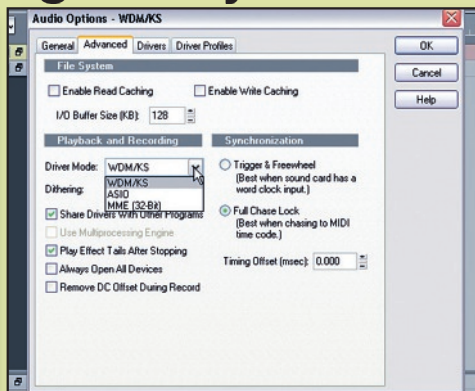 Audio Options - WDM/KS
General Advanced Drivers Driver Profiles
OK
Cancel
Help
File System
Enable Read Caching Enable Write Caching
I/O Buffer Size (KB): 128
Playback and Recording
Driver Mode: WDM/KS
WDM/KS
ASIO
MME (32-Bit)
Dithering:
Share Drivers With Other Programs
Use Multiprocessing Engine
Play Effect Tails After Stopping
Always Open All Devices
Remove DC Offset During Record
Synchronization
Trigger & Freewheel
(Best when sound card has a
word clock input.)
Full Chase Lock
(Best when chasing to MIDI
time code.)
Timing Offset (msec): 0.000